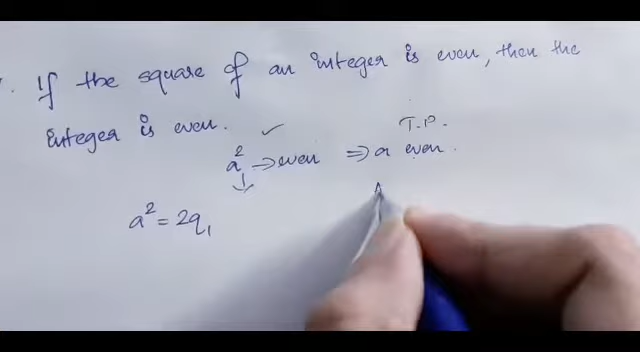 If the square of an integer is even, then the
integer is even. ✓
T.P.
a² → even ⇒ a even.
↓
a² = 2q₁